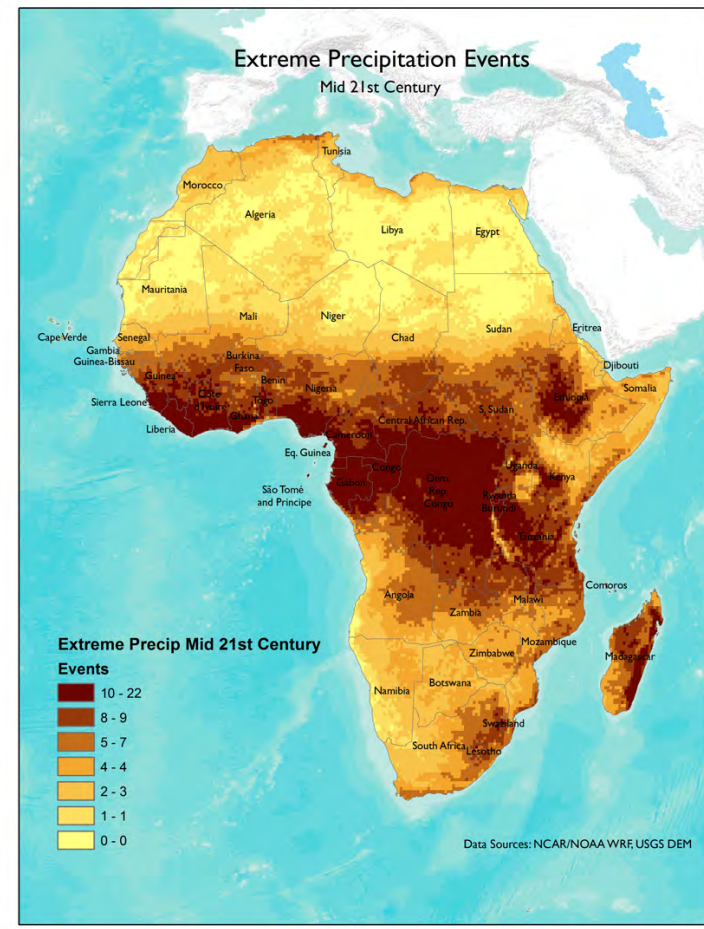 Extreme Precipitation Events
Mid 21st Century
Tunisia
Morocco
Algeria
Libya
Egypt
Mauritania
Mali
Niger
Chad
Sudan
Eritrea
Cape Verde
Senegal
Gambia
Guinea-Bissau
Burkina
Faso
Djibouti
Guinea
Benin
Nigeria
Somalia
Sierra Leone
Côte
d'Ivoire
Togo
Ghana
Ethiopia
Liberia
Central African Rep.
S. Sudan
Cameroon
Eq. Guinea
Congo
Uganda
Kenya
Gabon
Dem.
Rep.
Congo
São Tomé
and Principe
Rwanda
Burundi
Tanzania
Comoros
Angola
Malawi
Zambia
Mozambique
Zimbabwe
Madagascar
Namibia
Botswana
Swaziland
South Africa
Lesotho
Extreme Precip Mid 21st Century
Events
10 - 22
8 - 9
5 - 7
4 - 4
2 - 3
1 - 1
0 - 0
Data Sources: NCAR/NOAA WRF, USGS DEM